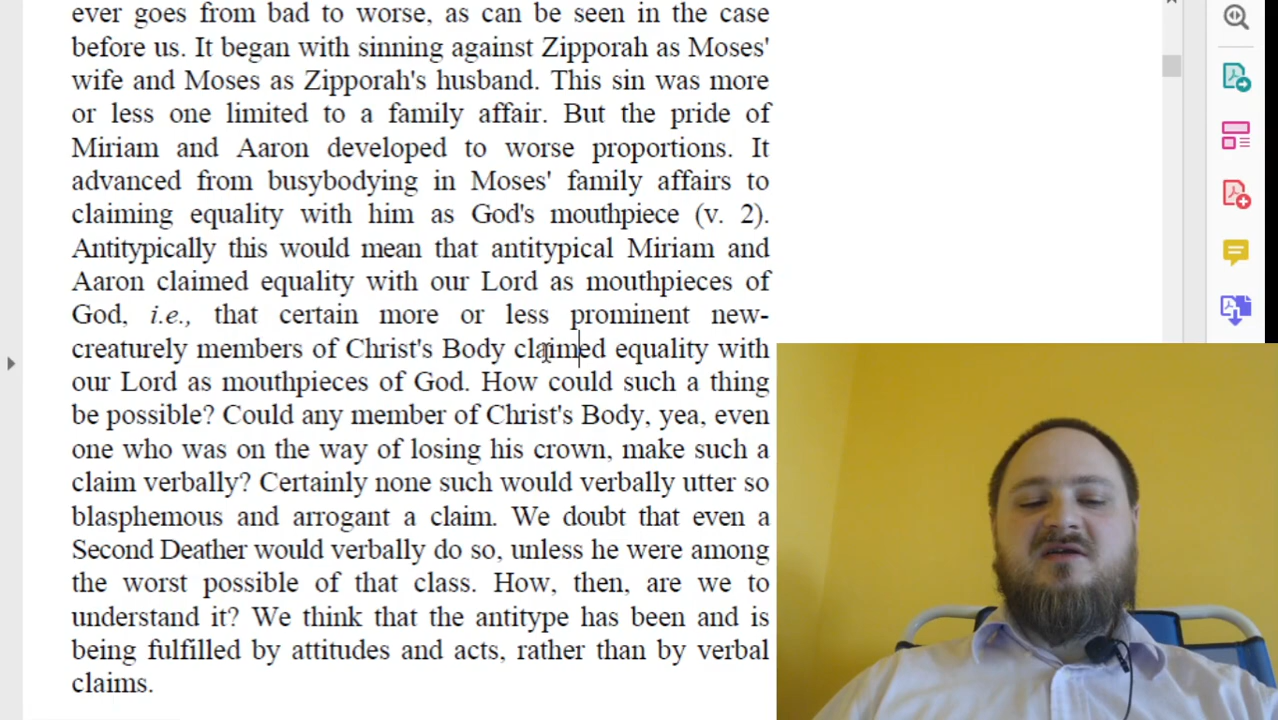 ever goes from bad to worse, as can be seen in the case
before us. It began with sinning against Zipporah as Moses'
wife and Moses as Zipporah's husband. This sin was more
or less one limited to a family affair. But the pride of
Miriam and Aaron developed to worse proportions. It
advanced from busybodying in Moses' family affairs to
claiming equality with him as God's mouthpiece (v. 2).
Antitypically this would mean that antitypical Miriam and
Aaron claimed equality with our Lord as mouthpieces of
God, i.e., that certain more or less prominent new-
creaturely members of Christ's Body claimed equality with
our Lord as mouthpieces of God. How could such a thing
be possible? Could any member of Christ's Body, yea, even
one who was on the way of losing his crown, make such a
claim verbally? Certainly none such would verbally utter so
blasphemous and arrogant a claim. We doubt that even a
Second Deather would verbally do so, unless he were among
the worst possible of that class. How, then, are we to
understand it? We think that the antitype has been and is
being fulfilled by attitudes and acts, rather than by verbal
claims.